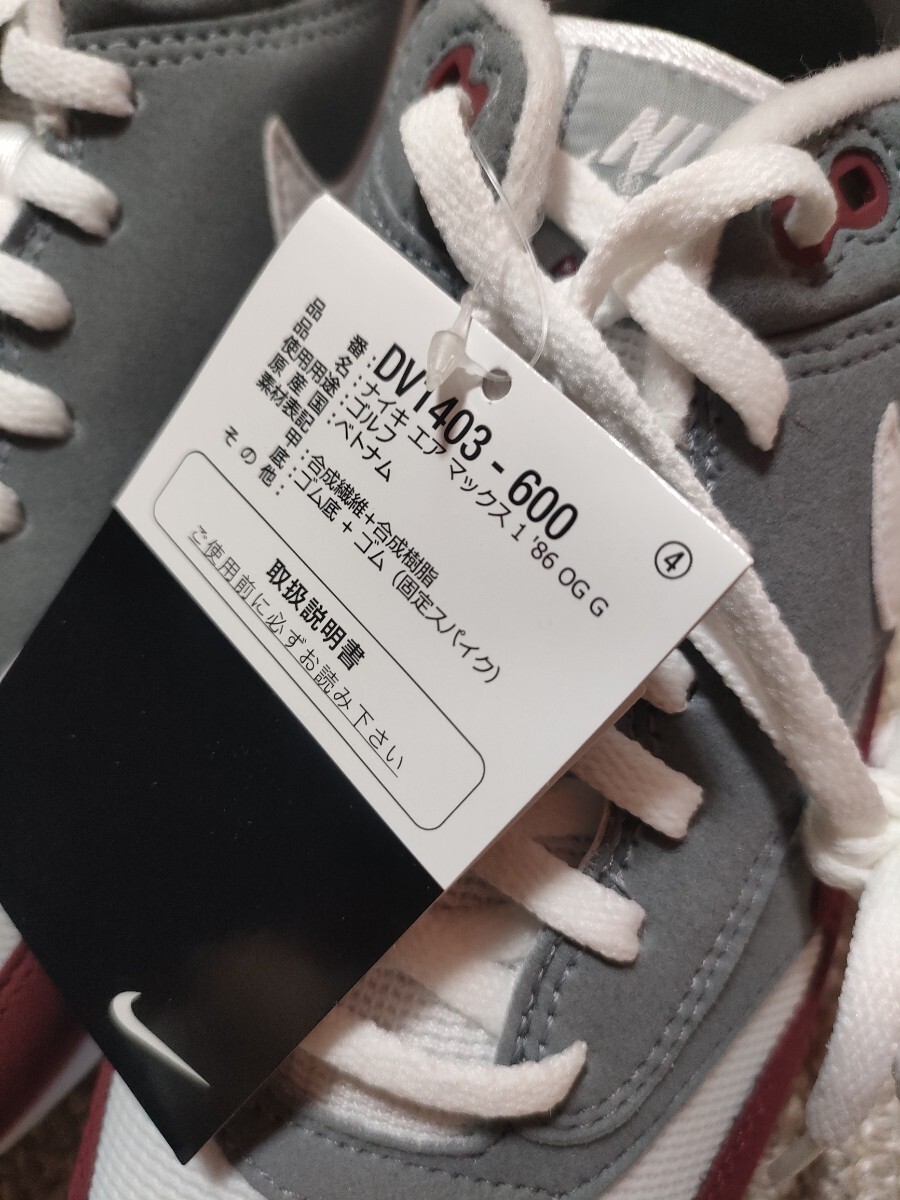 NI
品 番 : DV1403 - 600
品 名 : ナイキ エア マックス 1 '86 OG G
使用用途 : ゴルフ
原 産 国 : ベトナム
素材表記
甲 : 合成繊維+合成樹脂
底 : ゴム底 + ゴム (固定スパイク)
そ の 他 :
④
取扱説明書
ご使用前に必ずお読み下さい